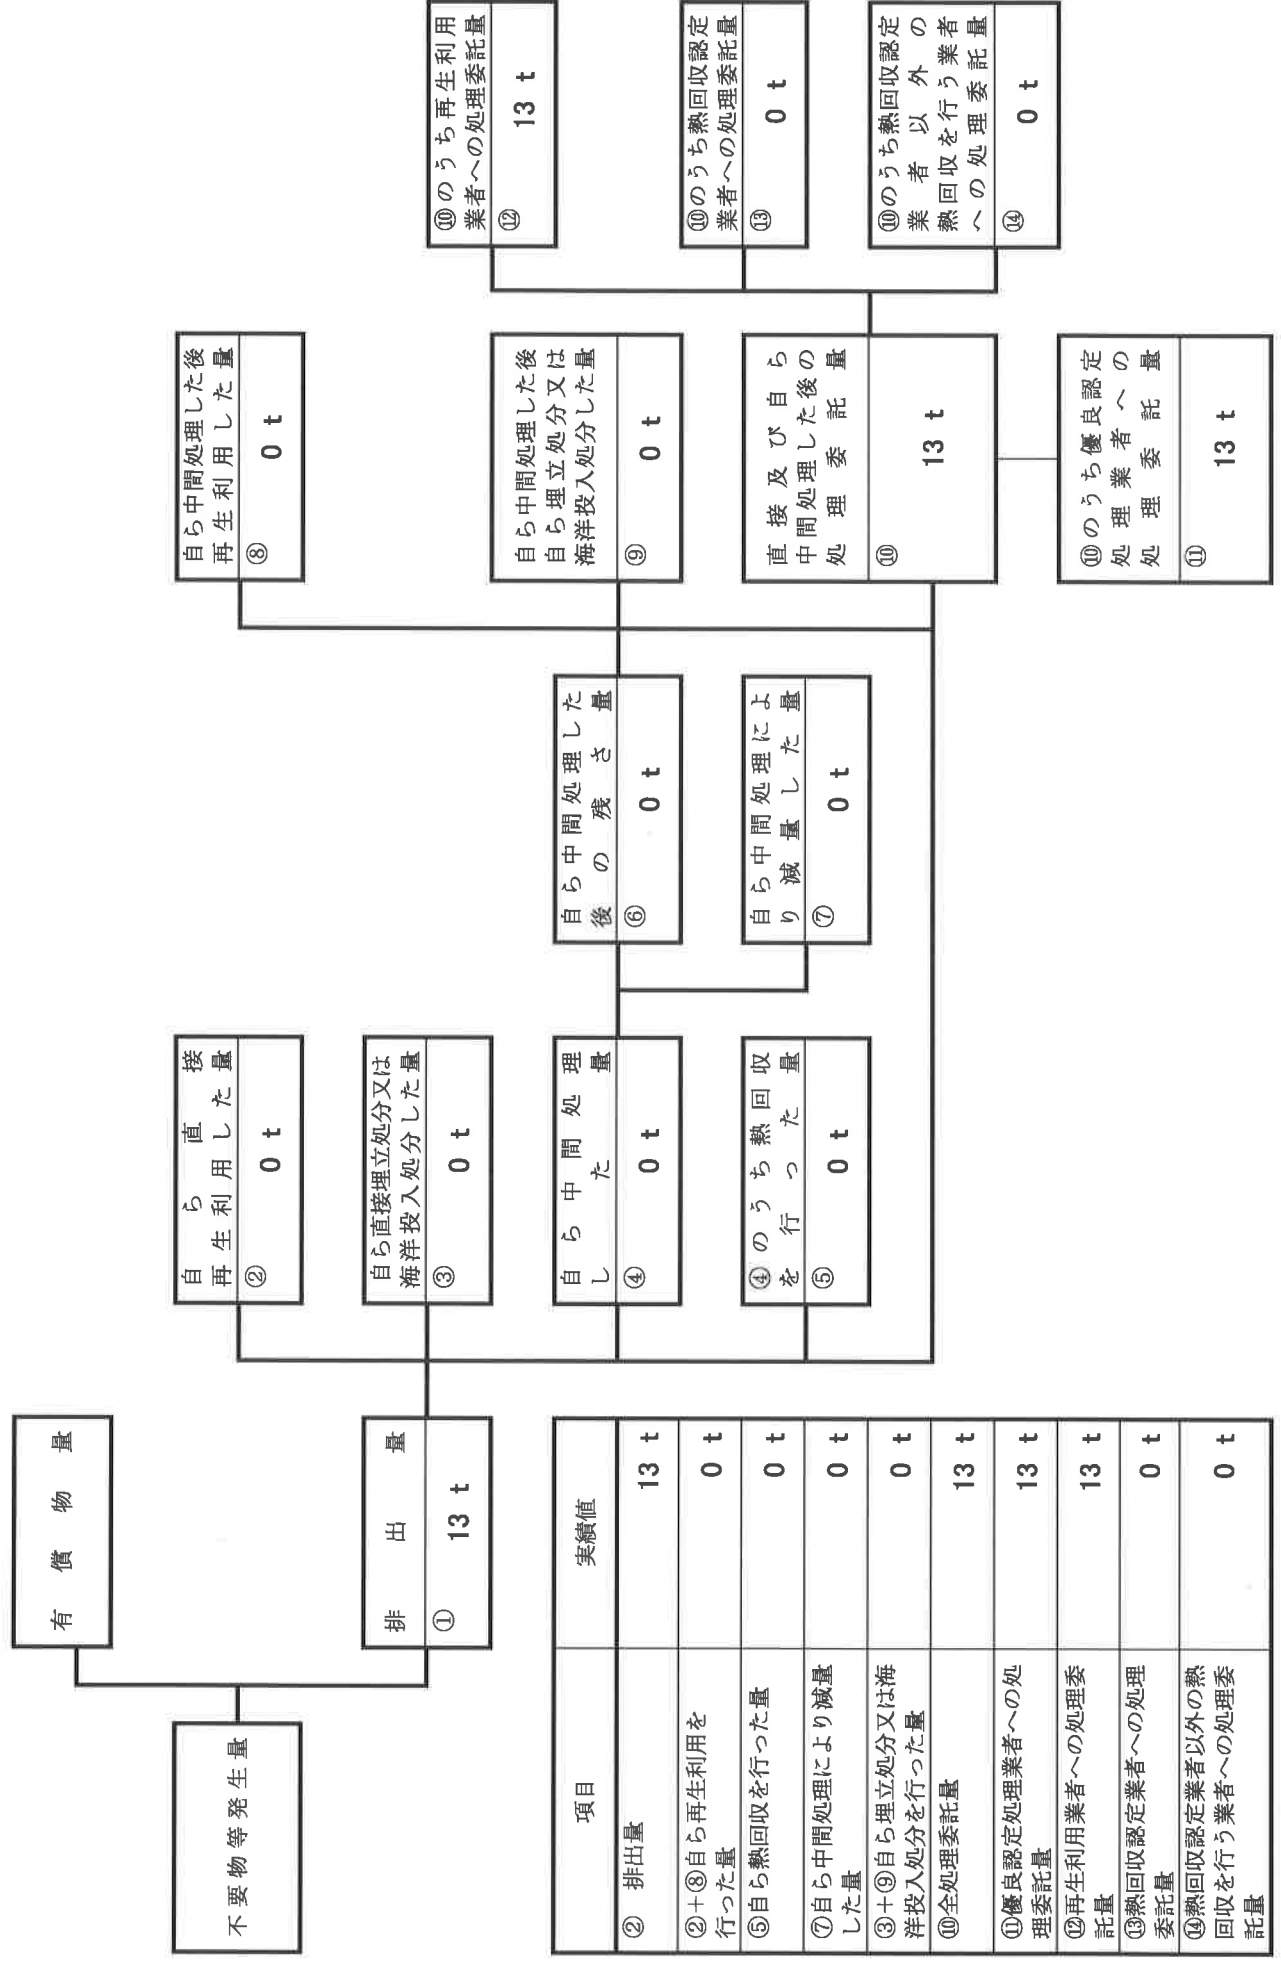 不要物等発生量
有償物量
排出量
① 13 t
自ら直接
再生利用した量
② 0 t
自ら直接埋立処分又は
海洋投入処分した量
③ 0 t
自ら中間処理
した量
④ 0 t
④のうち熱回収
を行った量
⑤ 0 t
自ら中間処理した
後の残さ量
⑥ 0 t
自ら中間処理によ
り減量した量
⑦ 0 t
自ら中間処理した後
再生利用した量
⑧ 0 t
自ら中間処理した後
自ら埋立処分又は
海洋投入処分した量
⑨ 0 t
直接及び自ら
中間処理した後の
処理委託量
⑩ 13 t
⑩のうち優良認定
処理業者への
処理委託量
⑪ 13 t
⑩のうち再生利用
業者への処理委託量
⑫ 13 t
⑩のうち熱回収認定
業者への処理委託量
⑬ 0 t
⑩のうち熱回収認定
業者以外の
熱回収を行う業者
への処理委託量
⑭ 0 t
項目 実績値
② 排出量 13 t
②+⑧自ら再生利用を
行った量 0 t
⑤自ら熱回収を行った量 0 t
⑦自ら中間処理により減量
した量 0 t
③+⑨自ら埋立処分又は海
洋投入処分を行った量 0 t
⑩全処理委託量 13 t
⑪優良認定処理業者への処
理委託量 13 t
⑫再生利用業者への処理委
託量 13 t
⑬熱回収認定業者への処理
委託量 0 t
⑭熱回収認定業者以外の熱
回収を行う業者への処理委
託量 0 t